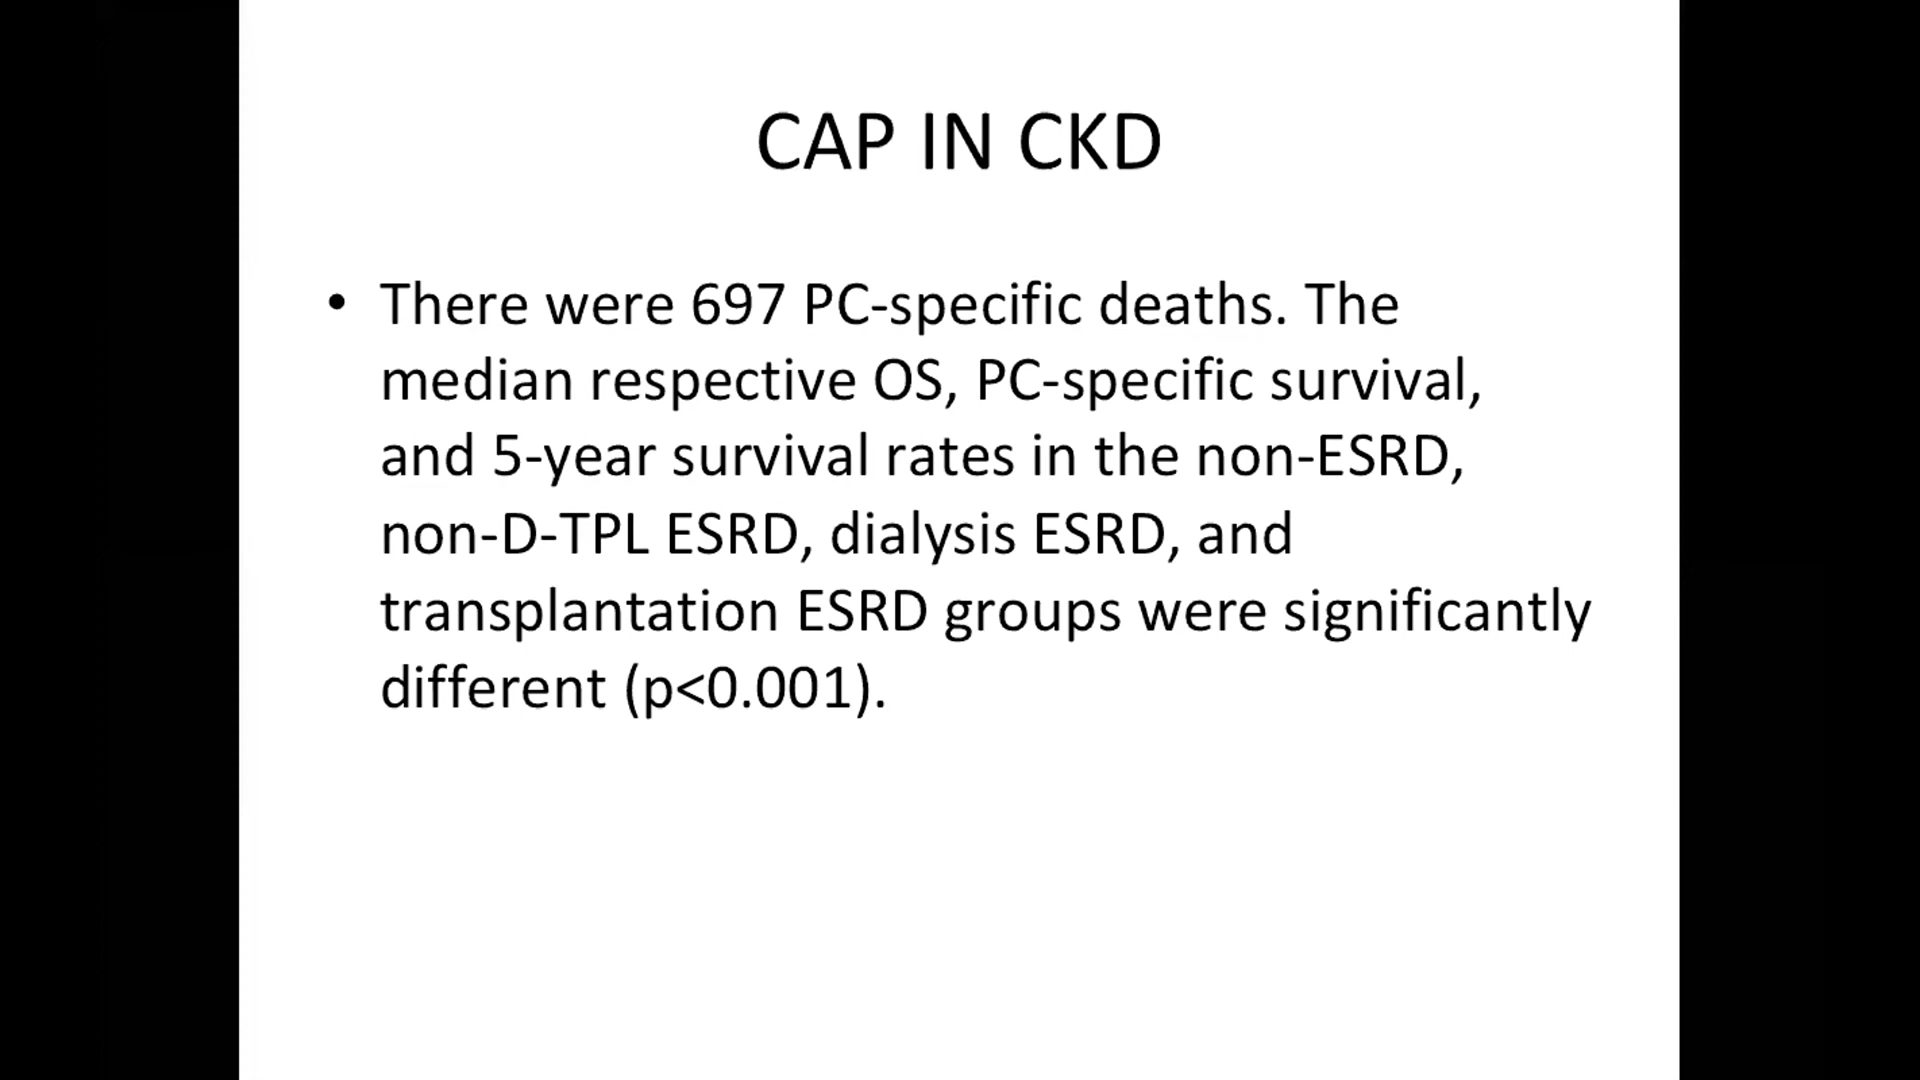 CAP IN CKD
• There were 697 PC-specific deaths. The
median respective OS, PC-specific survival,
and 5-year survival rates in the non-ESRD,
non-D-TPL ESRD, dialysis ESRD, and
transplantation ESRD groups were significantly
different (p<0.001).